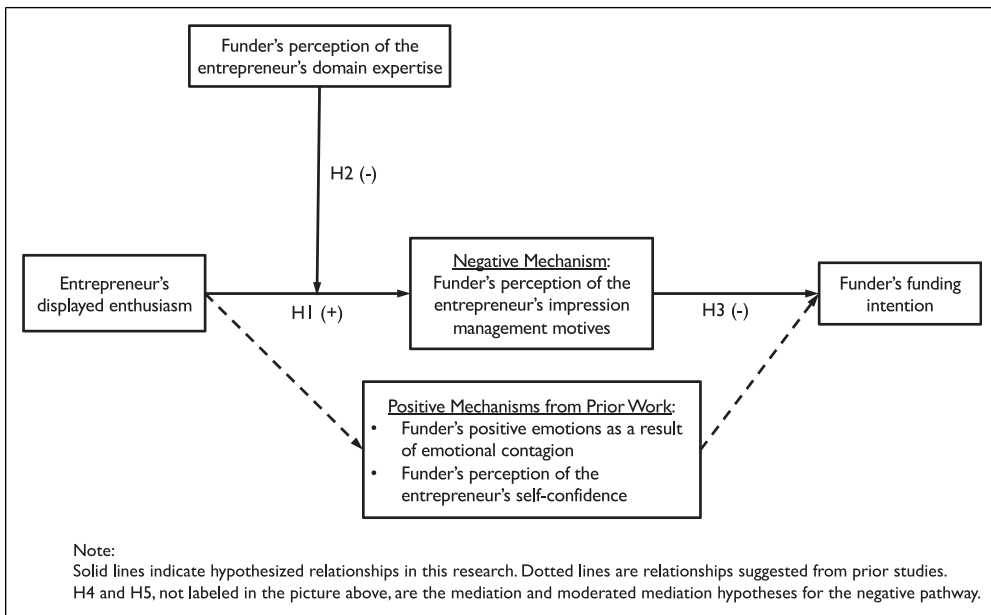 Funder's perception of the
entrepreneur's domain expertise
H2 (-)
Entrepreneur's
displayed enthusiasm
H1 (+)
Negative Mechanism:
Funder's perception of the
entrepreneur's impression
management motives
H3 (-)
Funder's funding
intention
Positive Mechanisms from Prior Work:
• Funder's positive emotions as a result
of emotional contagion
• Funder's perception of the
entrepreneur's self-confidence
Note:
Solid lines indicate hypothesized relationships in this research. Dotted lines are relationships suggested from prior studies.
H4 and H5, not labeled in the picture above, are the mediation and moderated mediation hypotheses for the negative pathway.